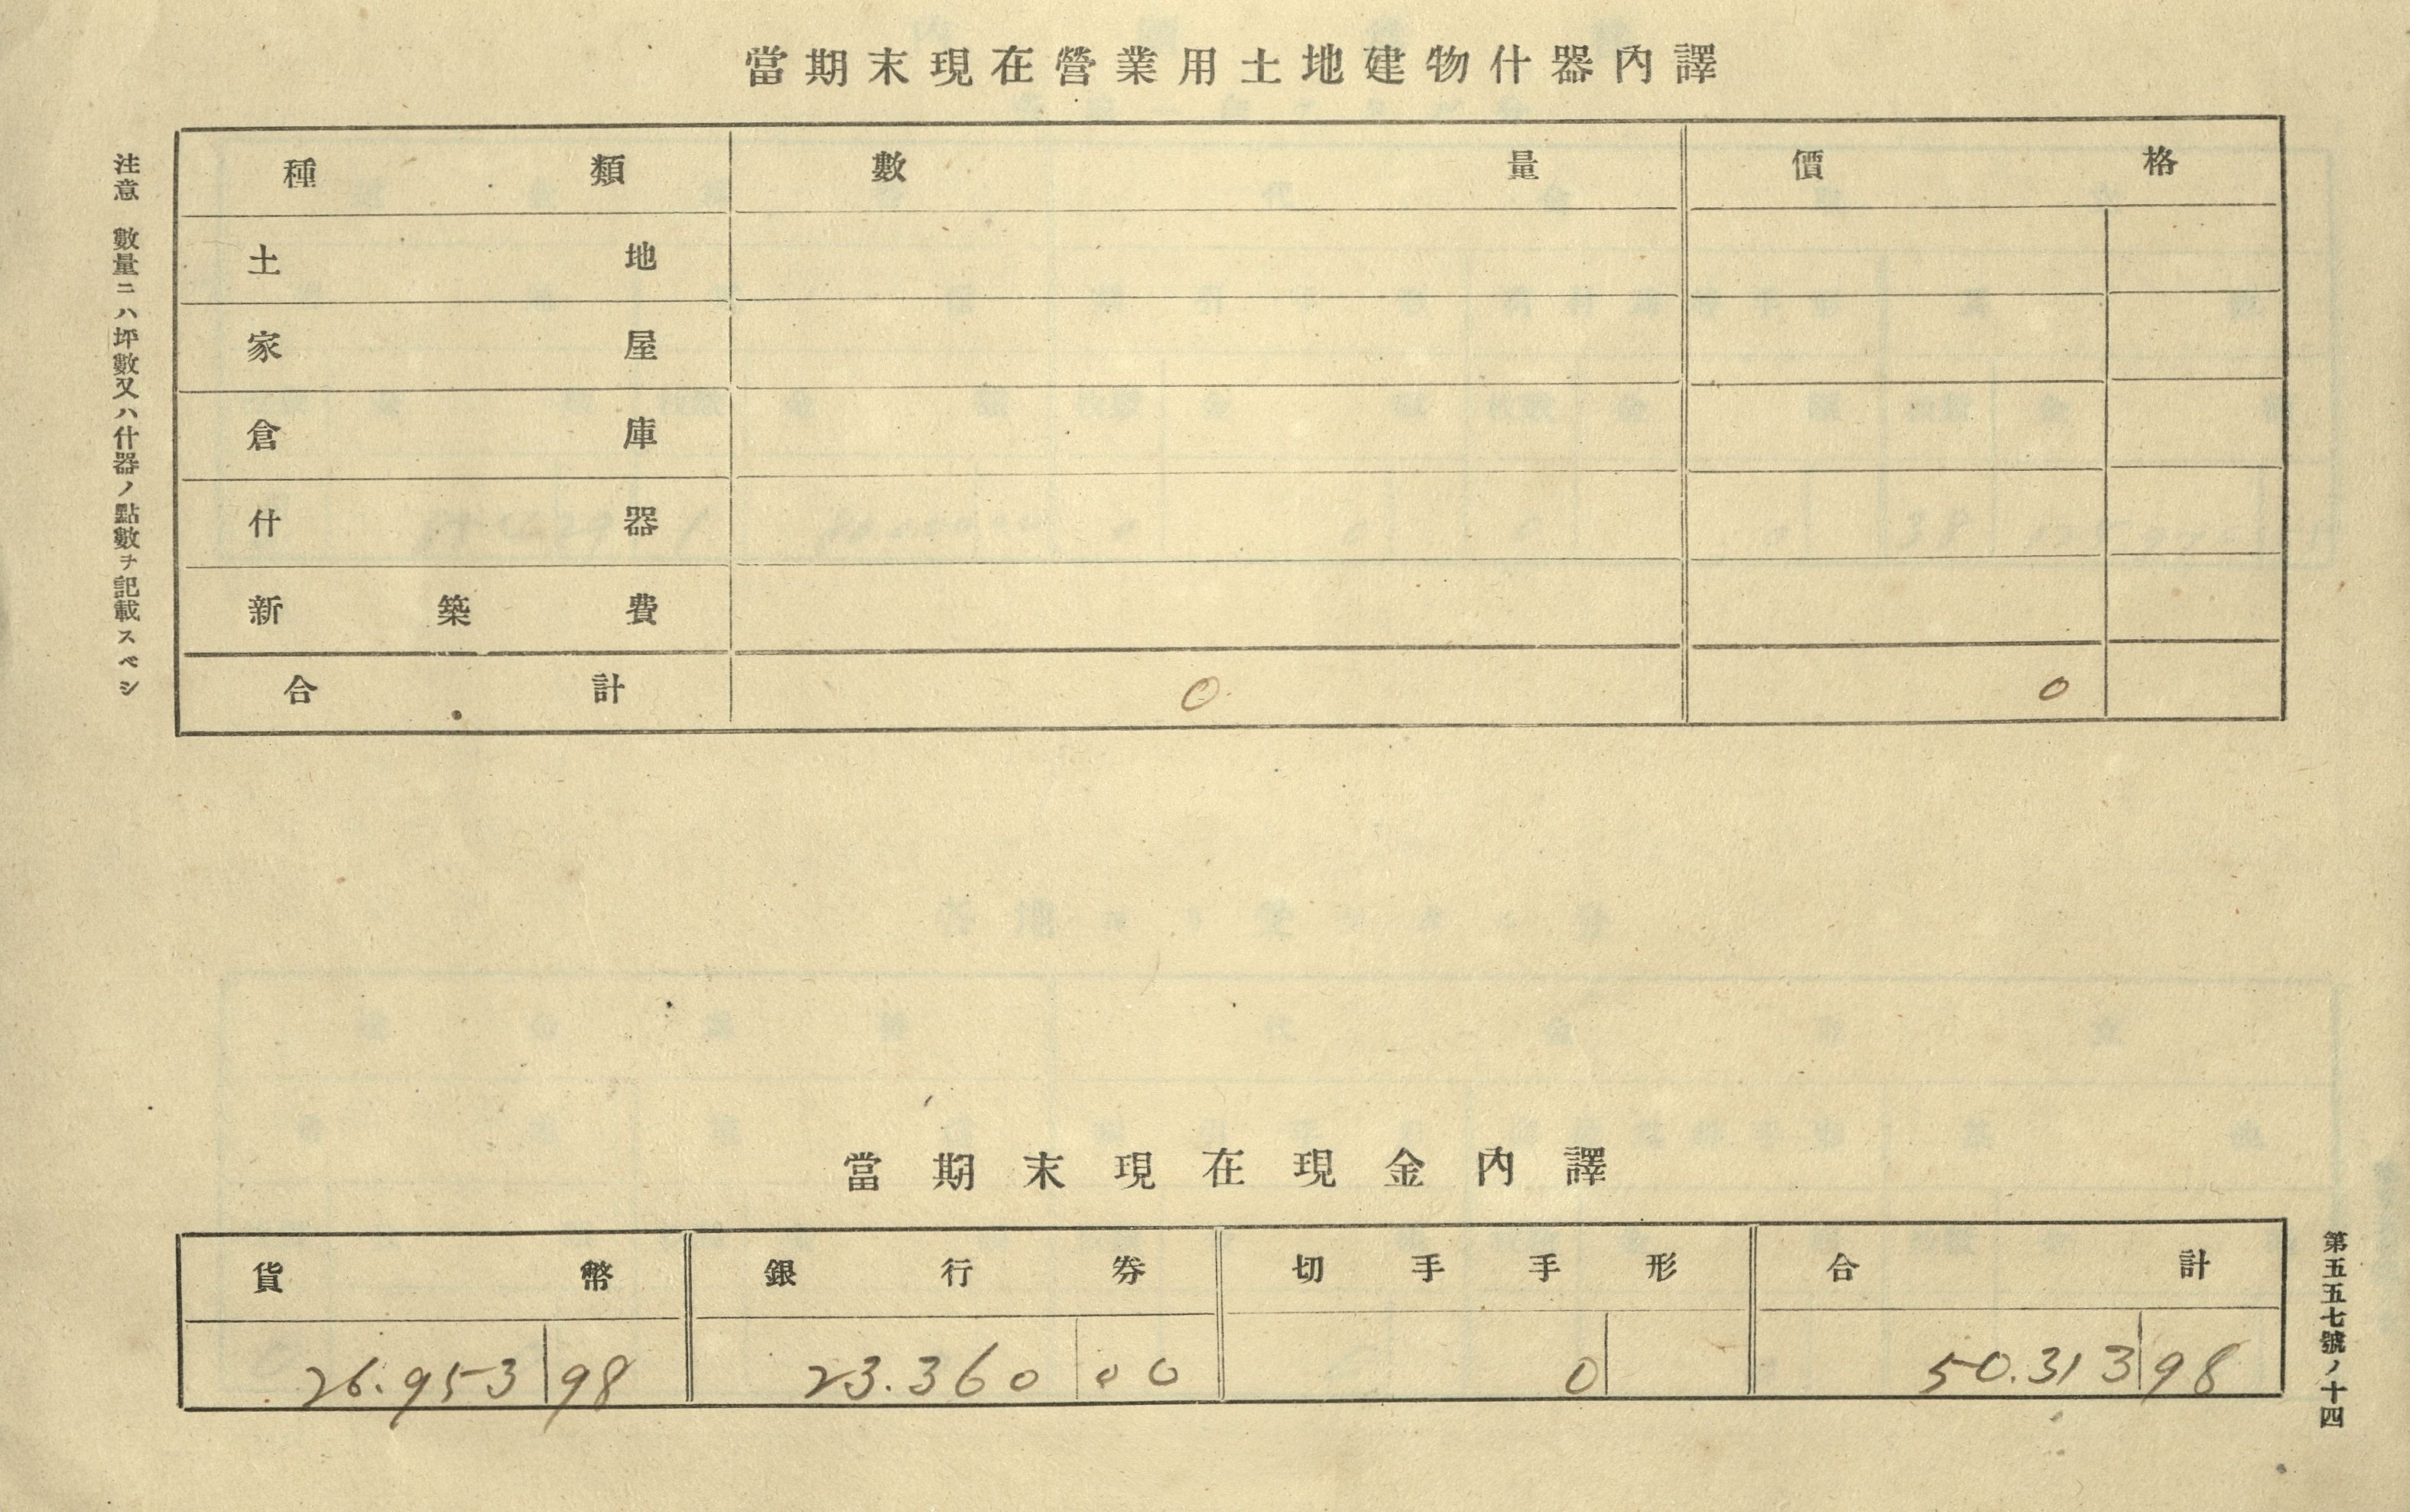 當期末現在營業用土地建物什器內譯
種類 數量 價格
土地
家屋
倉庫
什器
新築費
合計 0 0
注意 數量ニハ坪數又ハ什器ノ點數ヲ記載スベシ
當期末現在現金內譯
貨幣 銀行券 切手手形 合計
26.953 98 23.360 00 0 50.313 98
第五五七號ノ十四